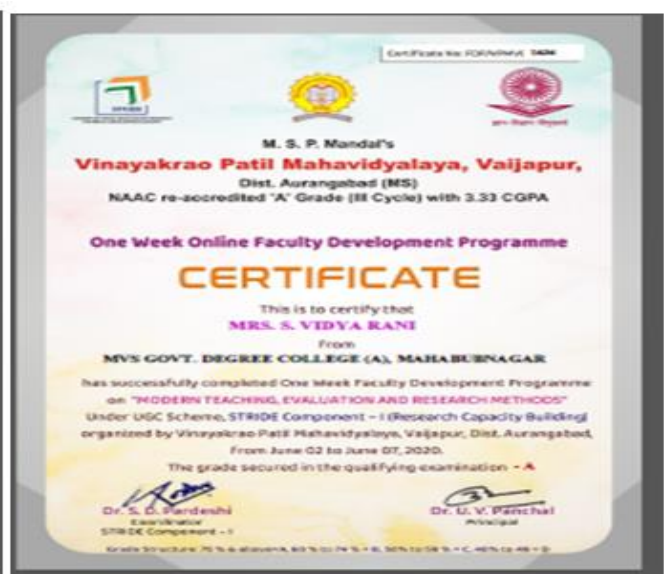 Certificate No:
M. S. P. Mandal's
Vinayakrao Patil Mahavidyalaya, Vaijapur,
Dist. Aurangabad (MS)
NAAC re-accredited "A" Grade (III Cycle) with 3.33 CGPA
One Week Online Faculty Development Programme
CERTIFICATE
This is to certify that
MRS. S. VIDYA RANI
From
MVS GOVT. DEGREE COLLEGE (A), MAHABUBNAGAR
has successfully completed One Week Faculty Development Programme
on "MODERN TEACHING, EVALUATION AND RESEARCH METHODS"
Under UGC Scheme, STRIDE Component - I (Research Capacity Building)
organized by Vinayakrao Patil Mahavidyalaya, Vaijapur, Dist. Aurangabad,
From June 02 to June 07, 2020.
The grade secured in the qualifying examination - A
Dr. S. D. Pardeshi
Dr. U. V. Panchal
Coordinator
Principal
STRIDE Component - I